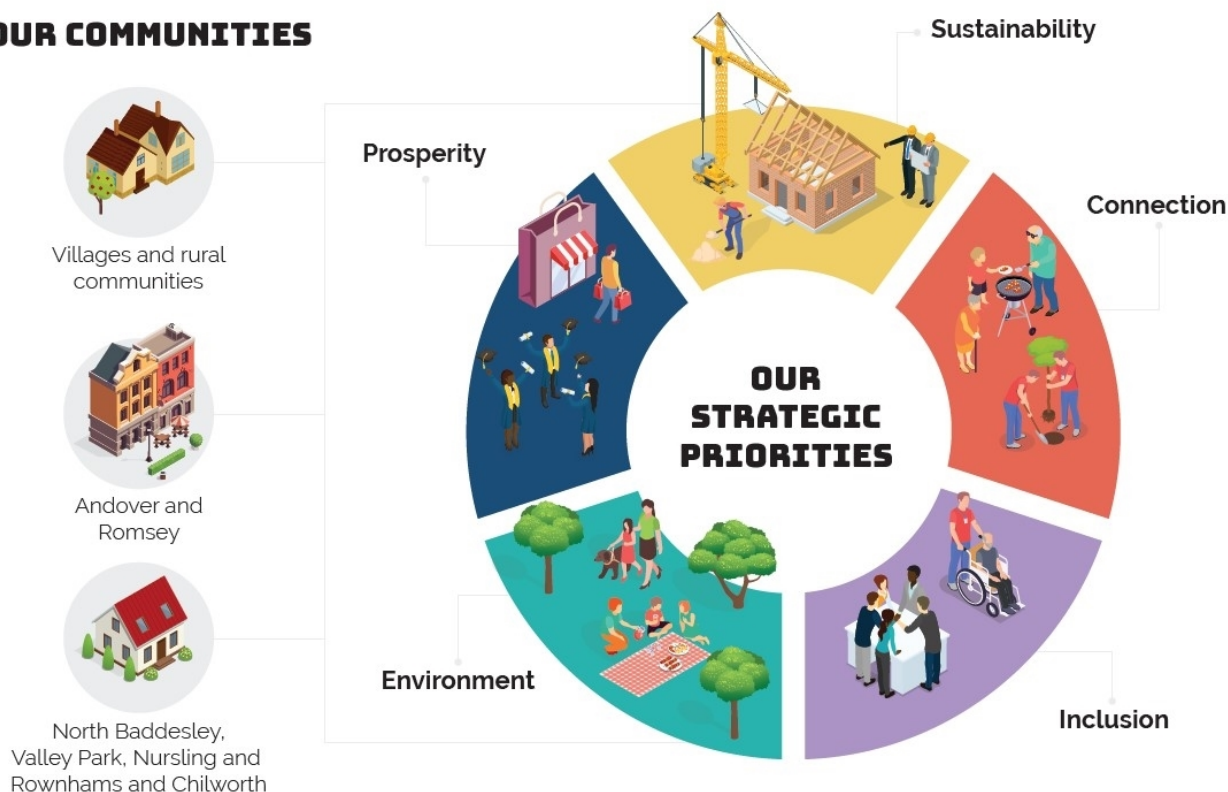 OUR COMMUNITIES
Villages and rural
communities
Andover and
Romsey
North Baddesley,
Valley Park, Nursling and
Rownhams and Chilworth
Sustainability
Prosperity
Connection
OUR
STRATEGIC
PRIORITIES
Environment
Inclusion